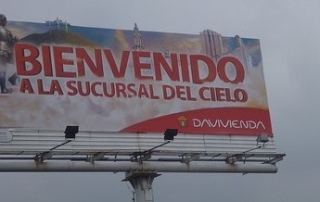 BIENVENIDO
A LA SUCURSAL DEL CIELO
DAVIVIENDA